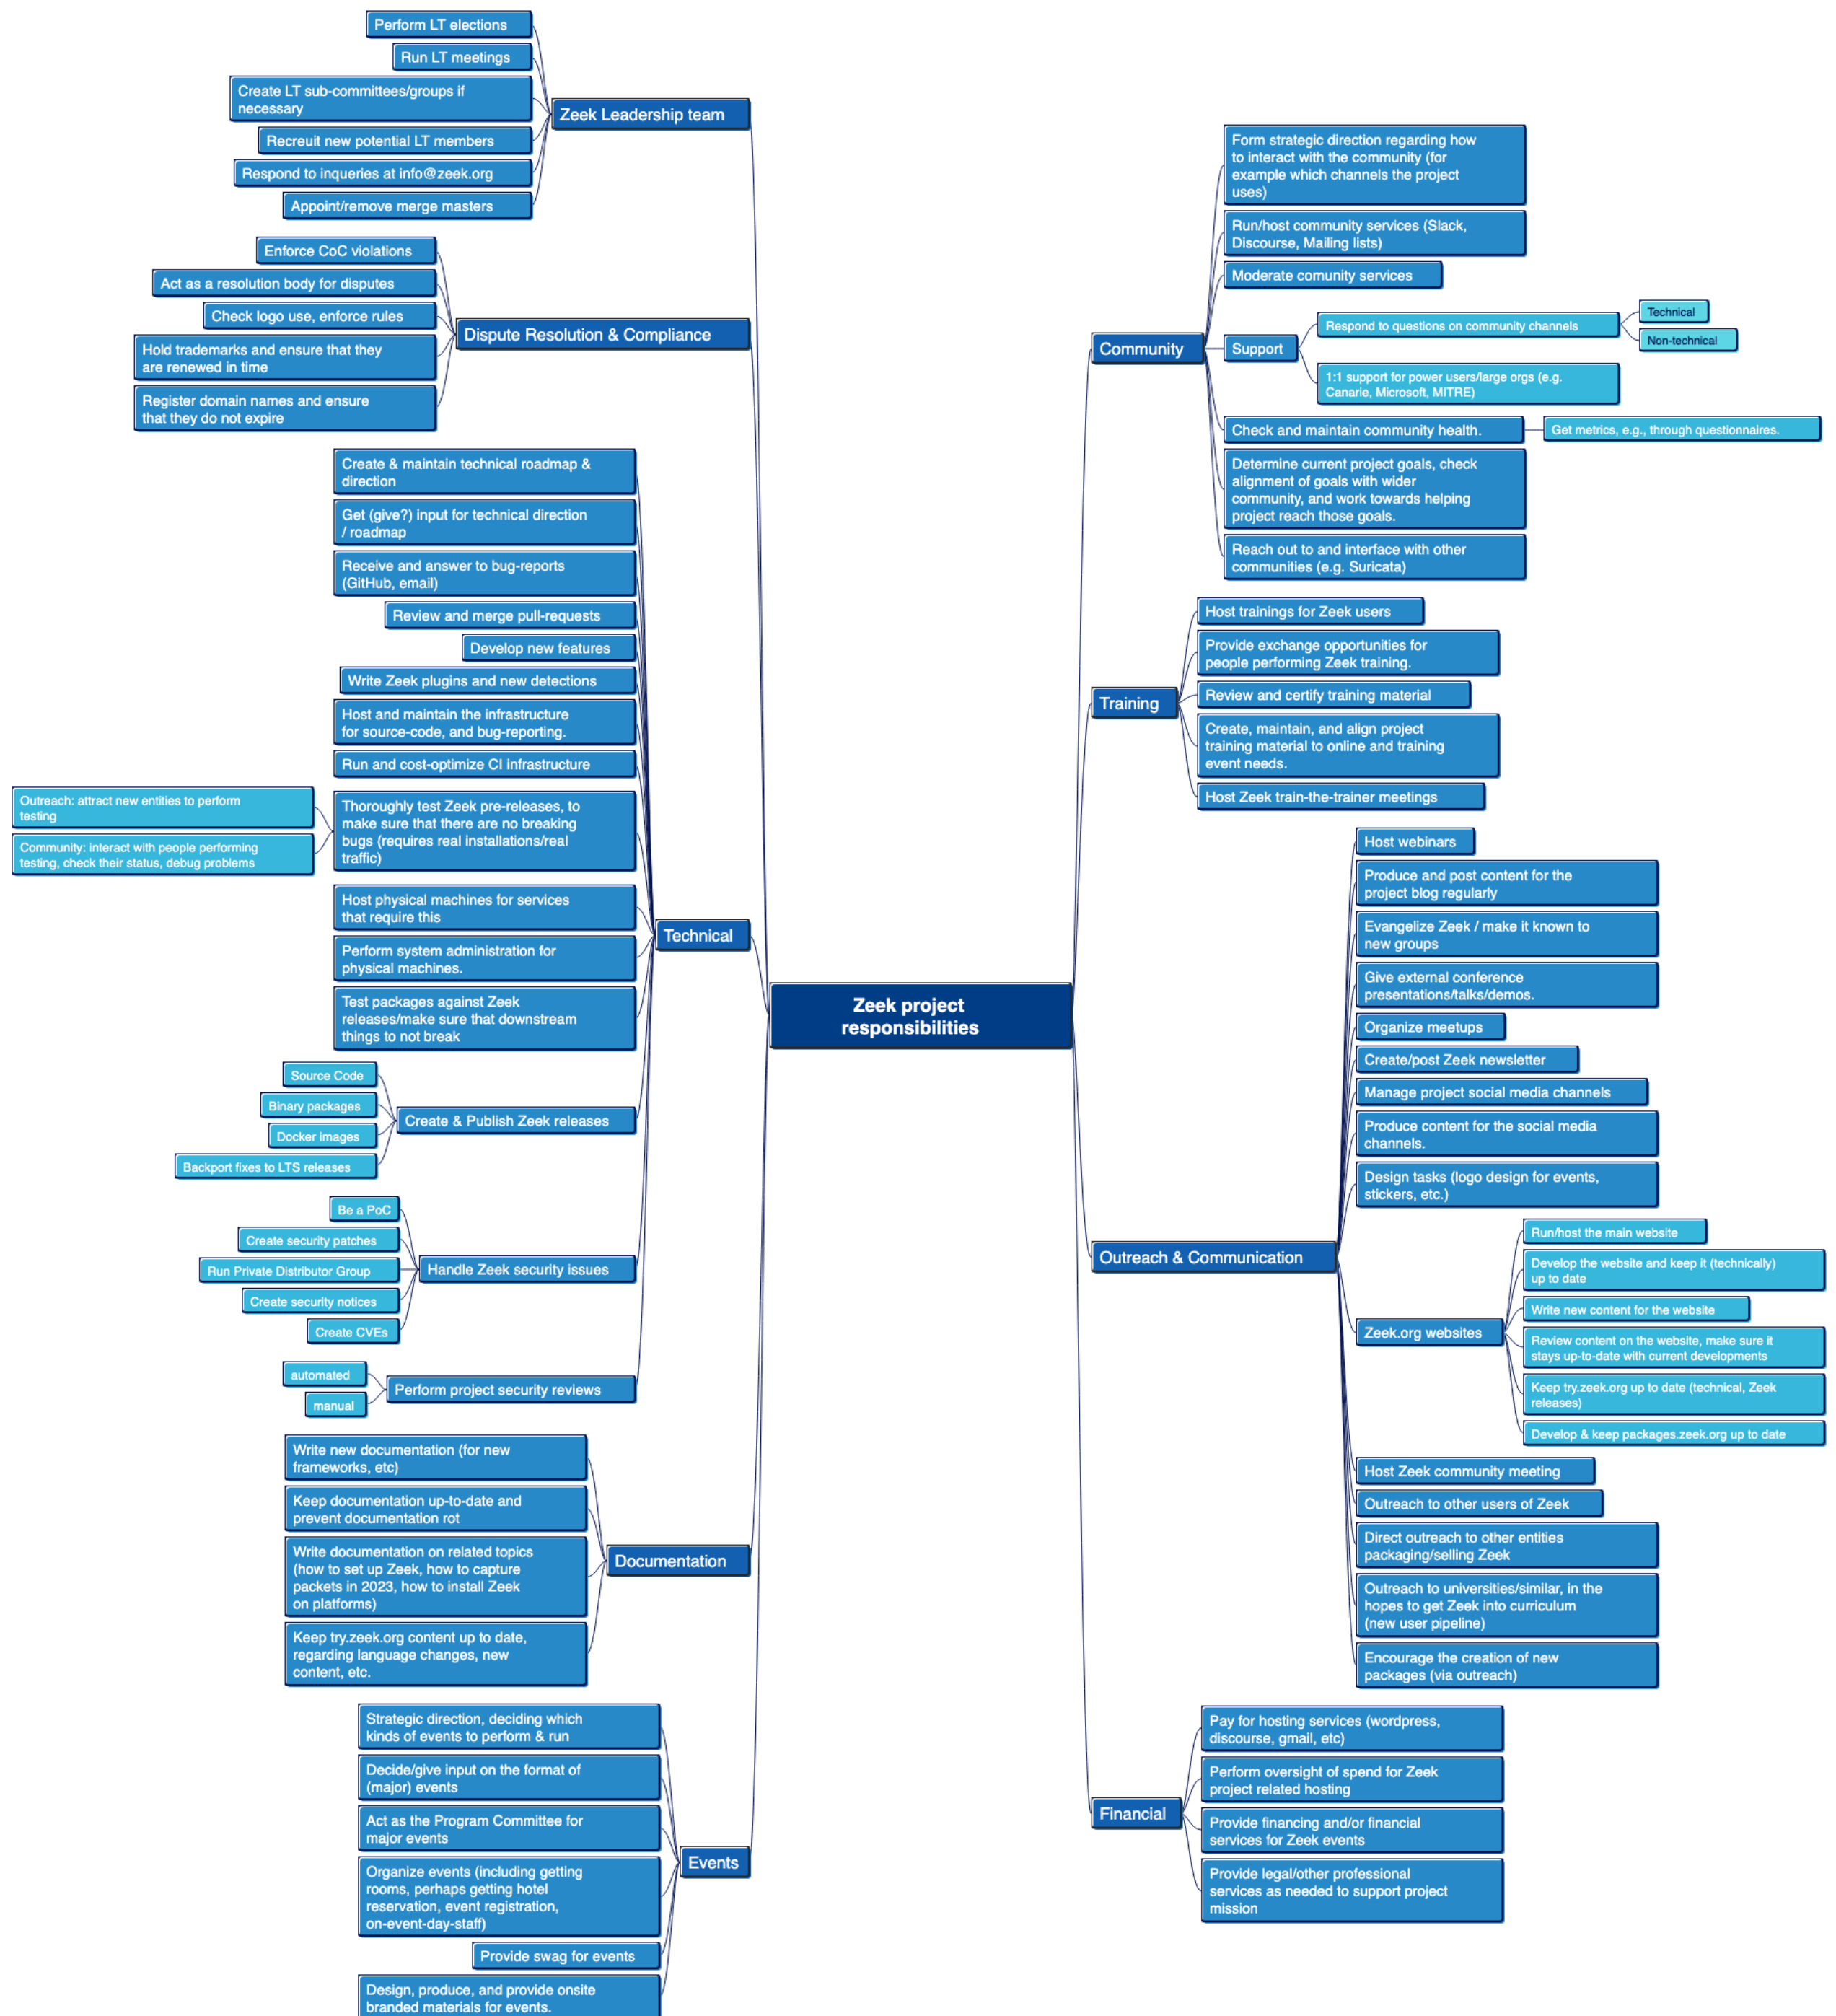 Perform LT elections
Run LT meetings
Create LT sub-committees/groups if
necessary
Recreuit new potential LT members
Respond to inqueries at info@zeek.org
Appoint/remove merge masters
Zeek Leadership team
Enforce CoC violations
Act as a resolution body for disputes
Check logo use, enforce rules
Hold trademarks and ensure that they
are renewed in time
Register domain names and ensure
that they do not expire
Dispute Resolution & Compliance
Create & maintain technical roadmap &
direction
Get (give?) input for technical direction
/ roadmap
Receive and answer to bug-reports
(GitHub, email)
Review and merge pull-requests
Develop new features
Write Zeek plugins and new detections
Host and maintain the infrastructure
for source-code, and bug-reporting.
Run and cost-optimize CI infrastructure
Outreach: attract new entities to perform
testing
Community: interact with people performing
testing, check their status, debug problems
Thoroughly test Zeek pre-releases, to
make sure that there are no breaking
bugs (requires real installations/real
traffic)
Host physical machines for services
that require this
Perform system administration for
physical machines.
Test packages against Zeek
releases/make sure that downstream
things to not break
Technical
Source Code
Binary packages
Docker images
Backport fixes to LTS releases
Create & Publish Zeek releases
Be a PoC
Create security patches
Run Private Distributor Group
Create security notices
Create CVEs
Handle Zeek security issues
automated
manual
Perform project security reviews
Write new documentation (for new
frameworks, etc)
Keep documentation up-to-date and
prevent documentation rot
Write documentation on related topics
(how to set up Zeek, how to capture
packets in 2023, how to install Zeek
on platforms)
Keep try.zeek.org content up to date,
regarding language changes, new
content, etc.
Documentation
Strategic direction, deciding which
kinds of events to perform & run
Decide/give input on the format of
(major) events
Act as the Program Committee for
major events
Organize events (including getting
rooms, perhaps getting hotel
reservation, event registration,
on-event-day-staff)
Provide swag for events
Design, produce, and provide onsite
branded materials for events.
Events
Zeek project
responsibilities
Community
Form strategic direction regarding how
to interact with the community (for
example which channels the project
uses)
Run/host community services (Slack,
Discourse, Mailing lists)
Moderate comunity services
Support
Respond to questions on community channels
Technical
Non-technical
1:1 support for power users/large orgs (e.g.
Canarie, Microsoft, MITRE)
Check and maintain community health.
Get metrics, e.g., through questionnaires.
Determine current project goals, check
alignment of goals with wider
community, and work towards helping
project reach those goals.
Reach out to and interface with other
communities (e.g. Suricata)
Training
Host trainings for Zeek users
Provide exchange opportunities for
people performing Zeek training.
Review and certify training material
Create, maintain, and align project
training material to online and training
event needs.
Host Zeek train-the-trainer meetings
Outreach & Communication
Host webinars
Produce and post content for the
project blog regularly
Evangelize Zeek / make it known to
new groups
Give external conference
presentations/talks/demos.
Organize meetups
Create/post Zeek newsletter
Manage project social media channels
Produce content for the social media
channels.
Design tasks (logo design for events,
stickers, etc.)
Zeek.org websites
Run/host the main website
Develop the website and keep it (technically)
up to date
Write new content for the website
Review content on the website, make sure it
stays up-to-date with current developments
Keep try.zeek.org up to date (technical, Zeek
releases)
Develop & keep packages.zeek.org up to date
Host Zeek community meeting
Outreach to other users of Zeek
Direct outreach to other entities
packaging/selling Zeek
Outreach to universities/similar, in the
hopes to get Zeek into curriculum
(new user pipeline)
Encourage the creation of new
packages (via outreach)
Financial
Pay for hosting services (wordpress,
discourse, gmail, etc)
Perform oversight of spend for Zeek
project related hosting
Provide financing and/or financial
services for Zeek events
Provide legal/other professional
services as needed to support project
mission